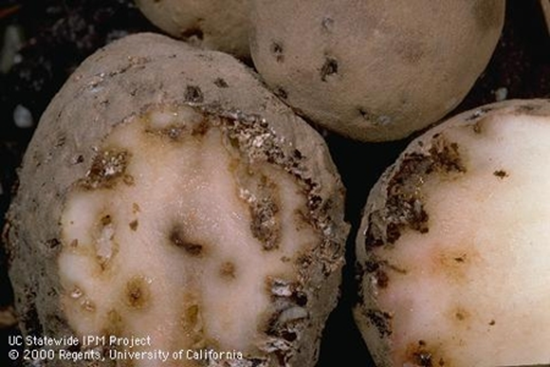 UC Statewide IPM Project
© 2000 Regents, University of California